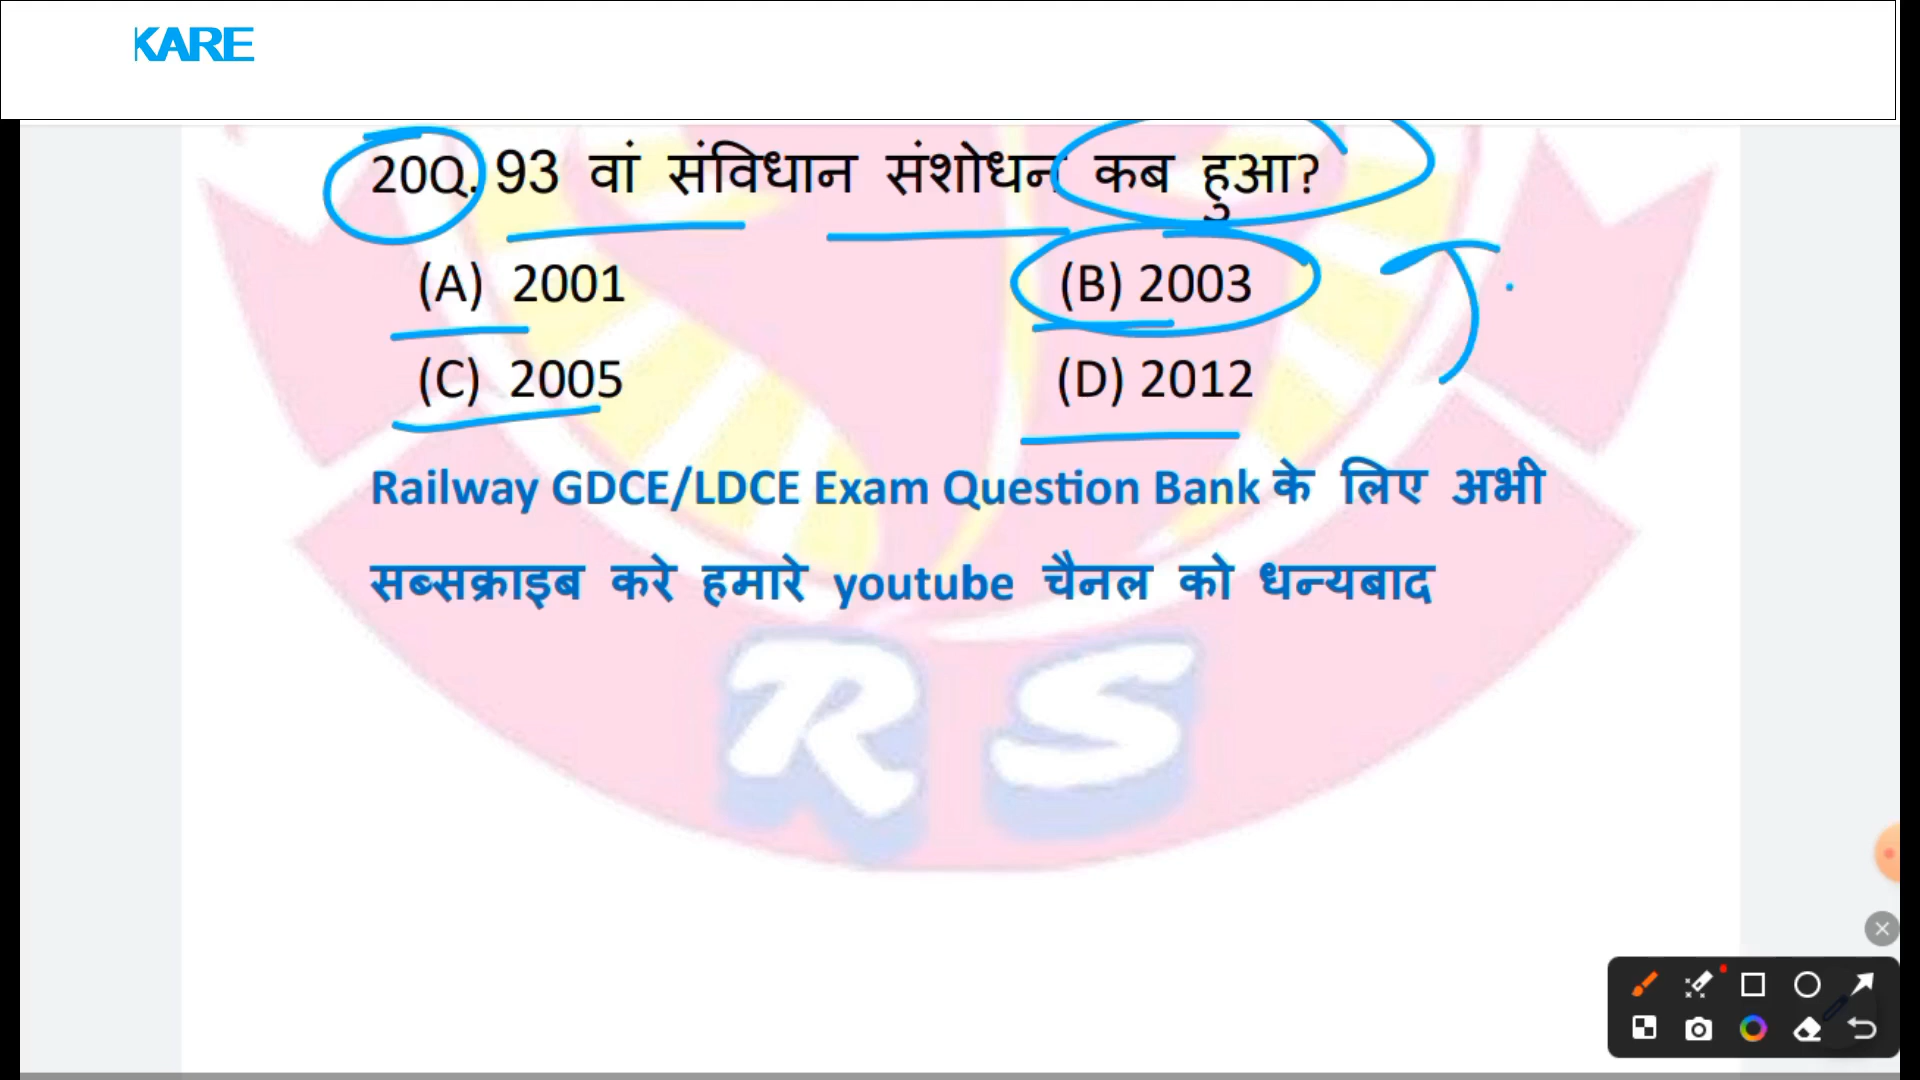 KARE
20Q. 93 वां संविधान संशोधन कब हुआ?
(A) 2001 (B) 2003
(C) 2005 (D) 2012
Railway GDCE/LDCE Exam Question Bank के लिए अभी
सब्सक्राइब करे हमारे youtube चैनल को धन्यबाद
R S